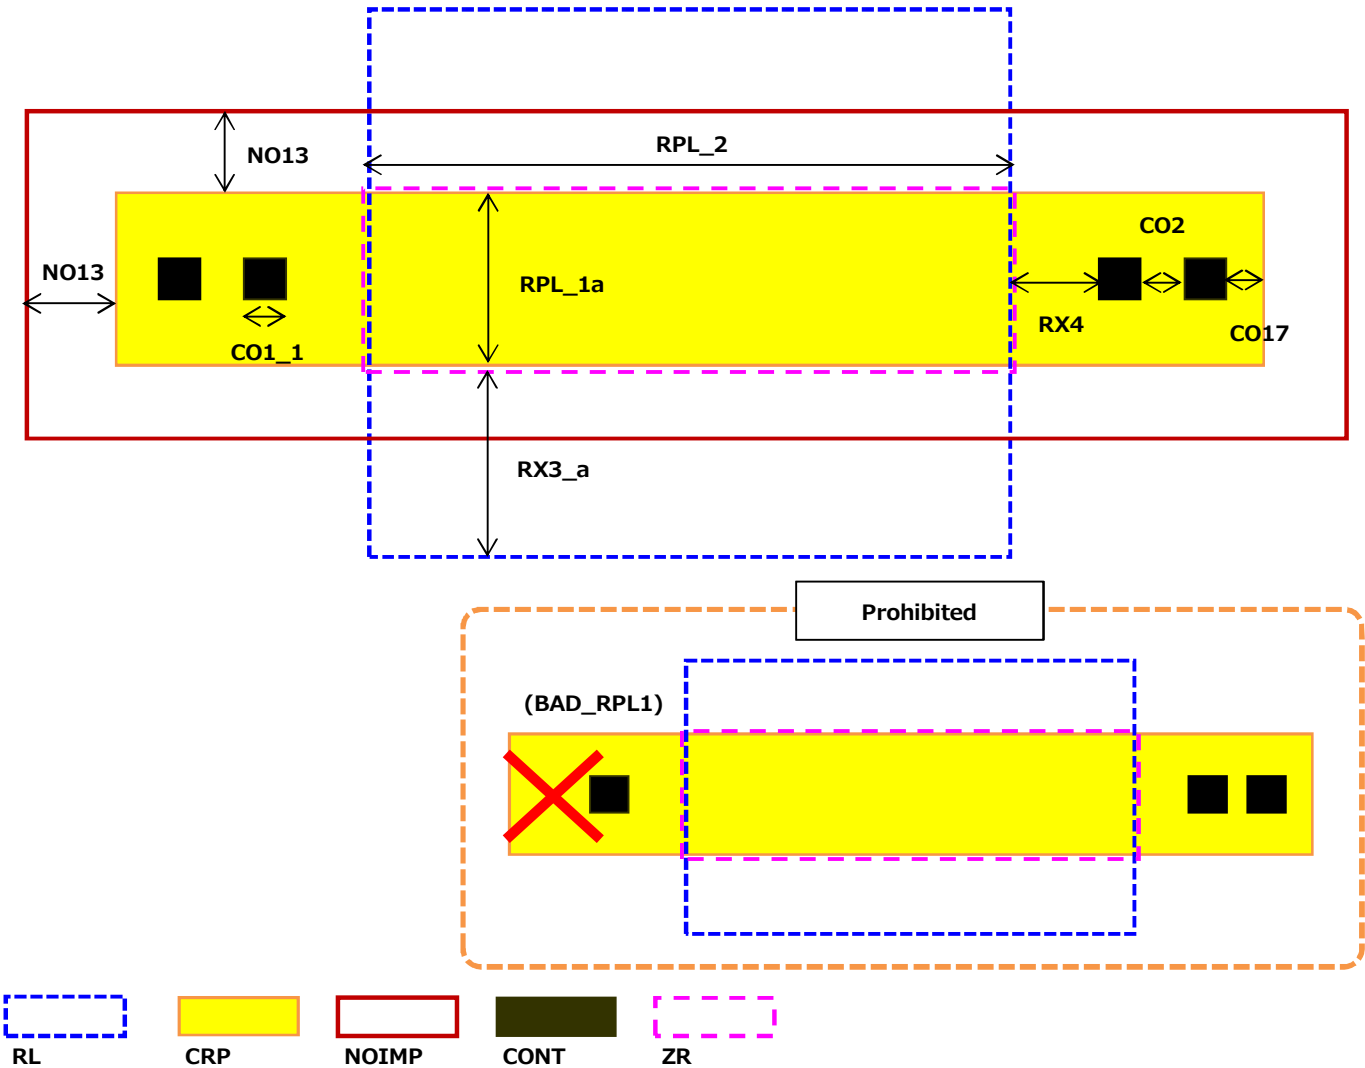 RPL_2
NO13
CO2
NO13
RPL_1a
RX4
CO17
CO1_1
RX3_a
Prohibited
(BAD_RPL1)
RL CRP NOIMP CONT ZR